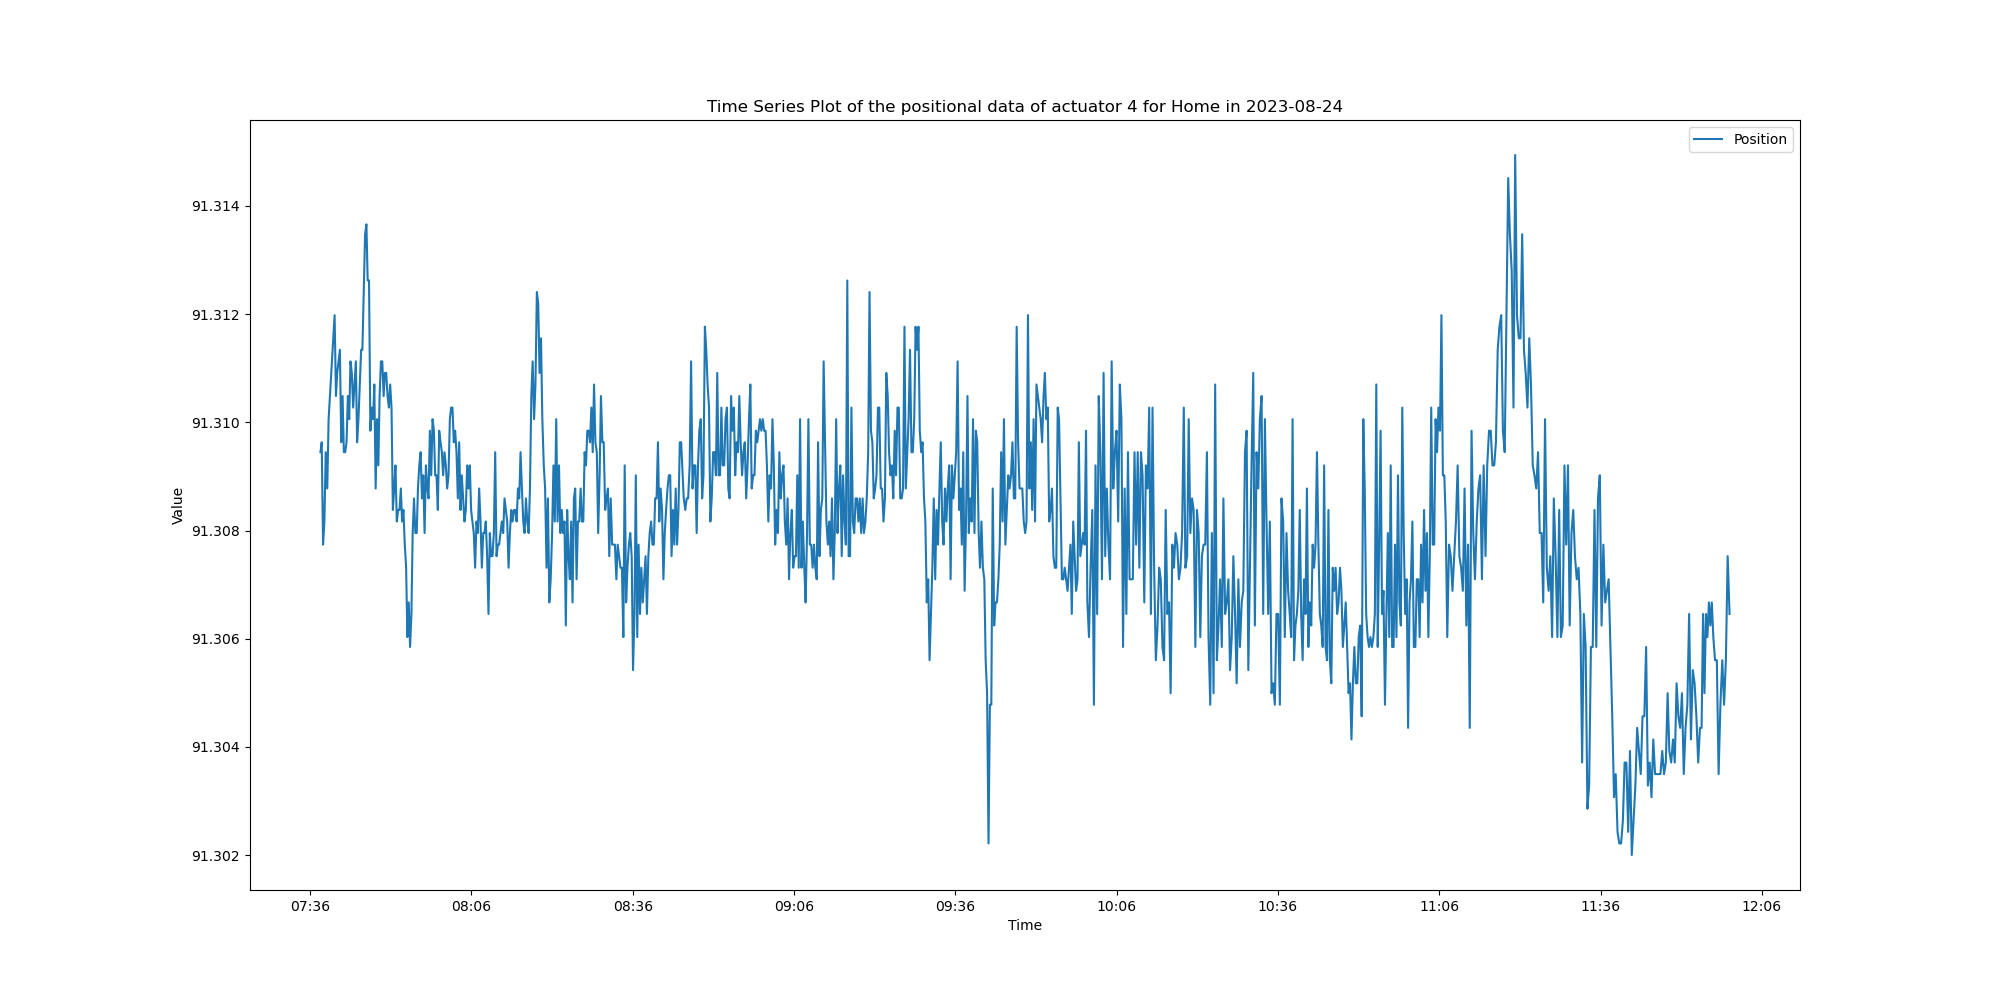 Time Series Plot of the positional data of actuator 4 for Home in 2023-08-24
Position
91.314
91.312
91.310
91.308
91.306
91.304
91.302
Value
07:36 08:06 08:36 09:06 09:36 10:06 10:36 11:06 11:36 12:06
Time